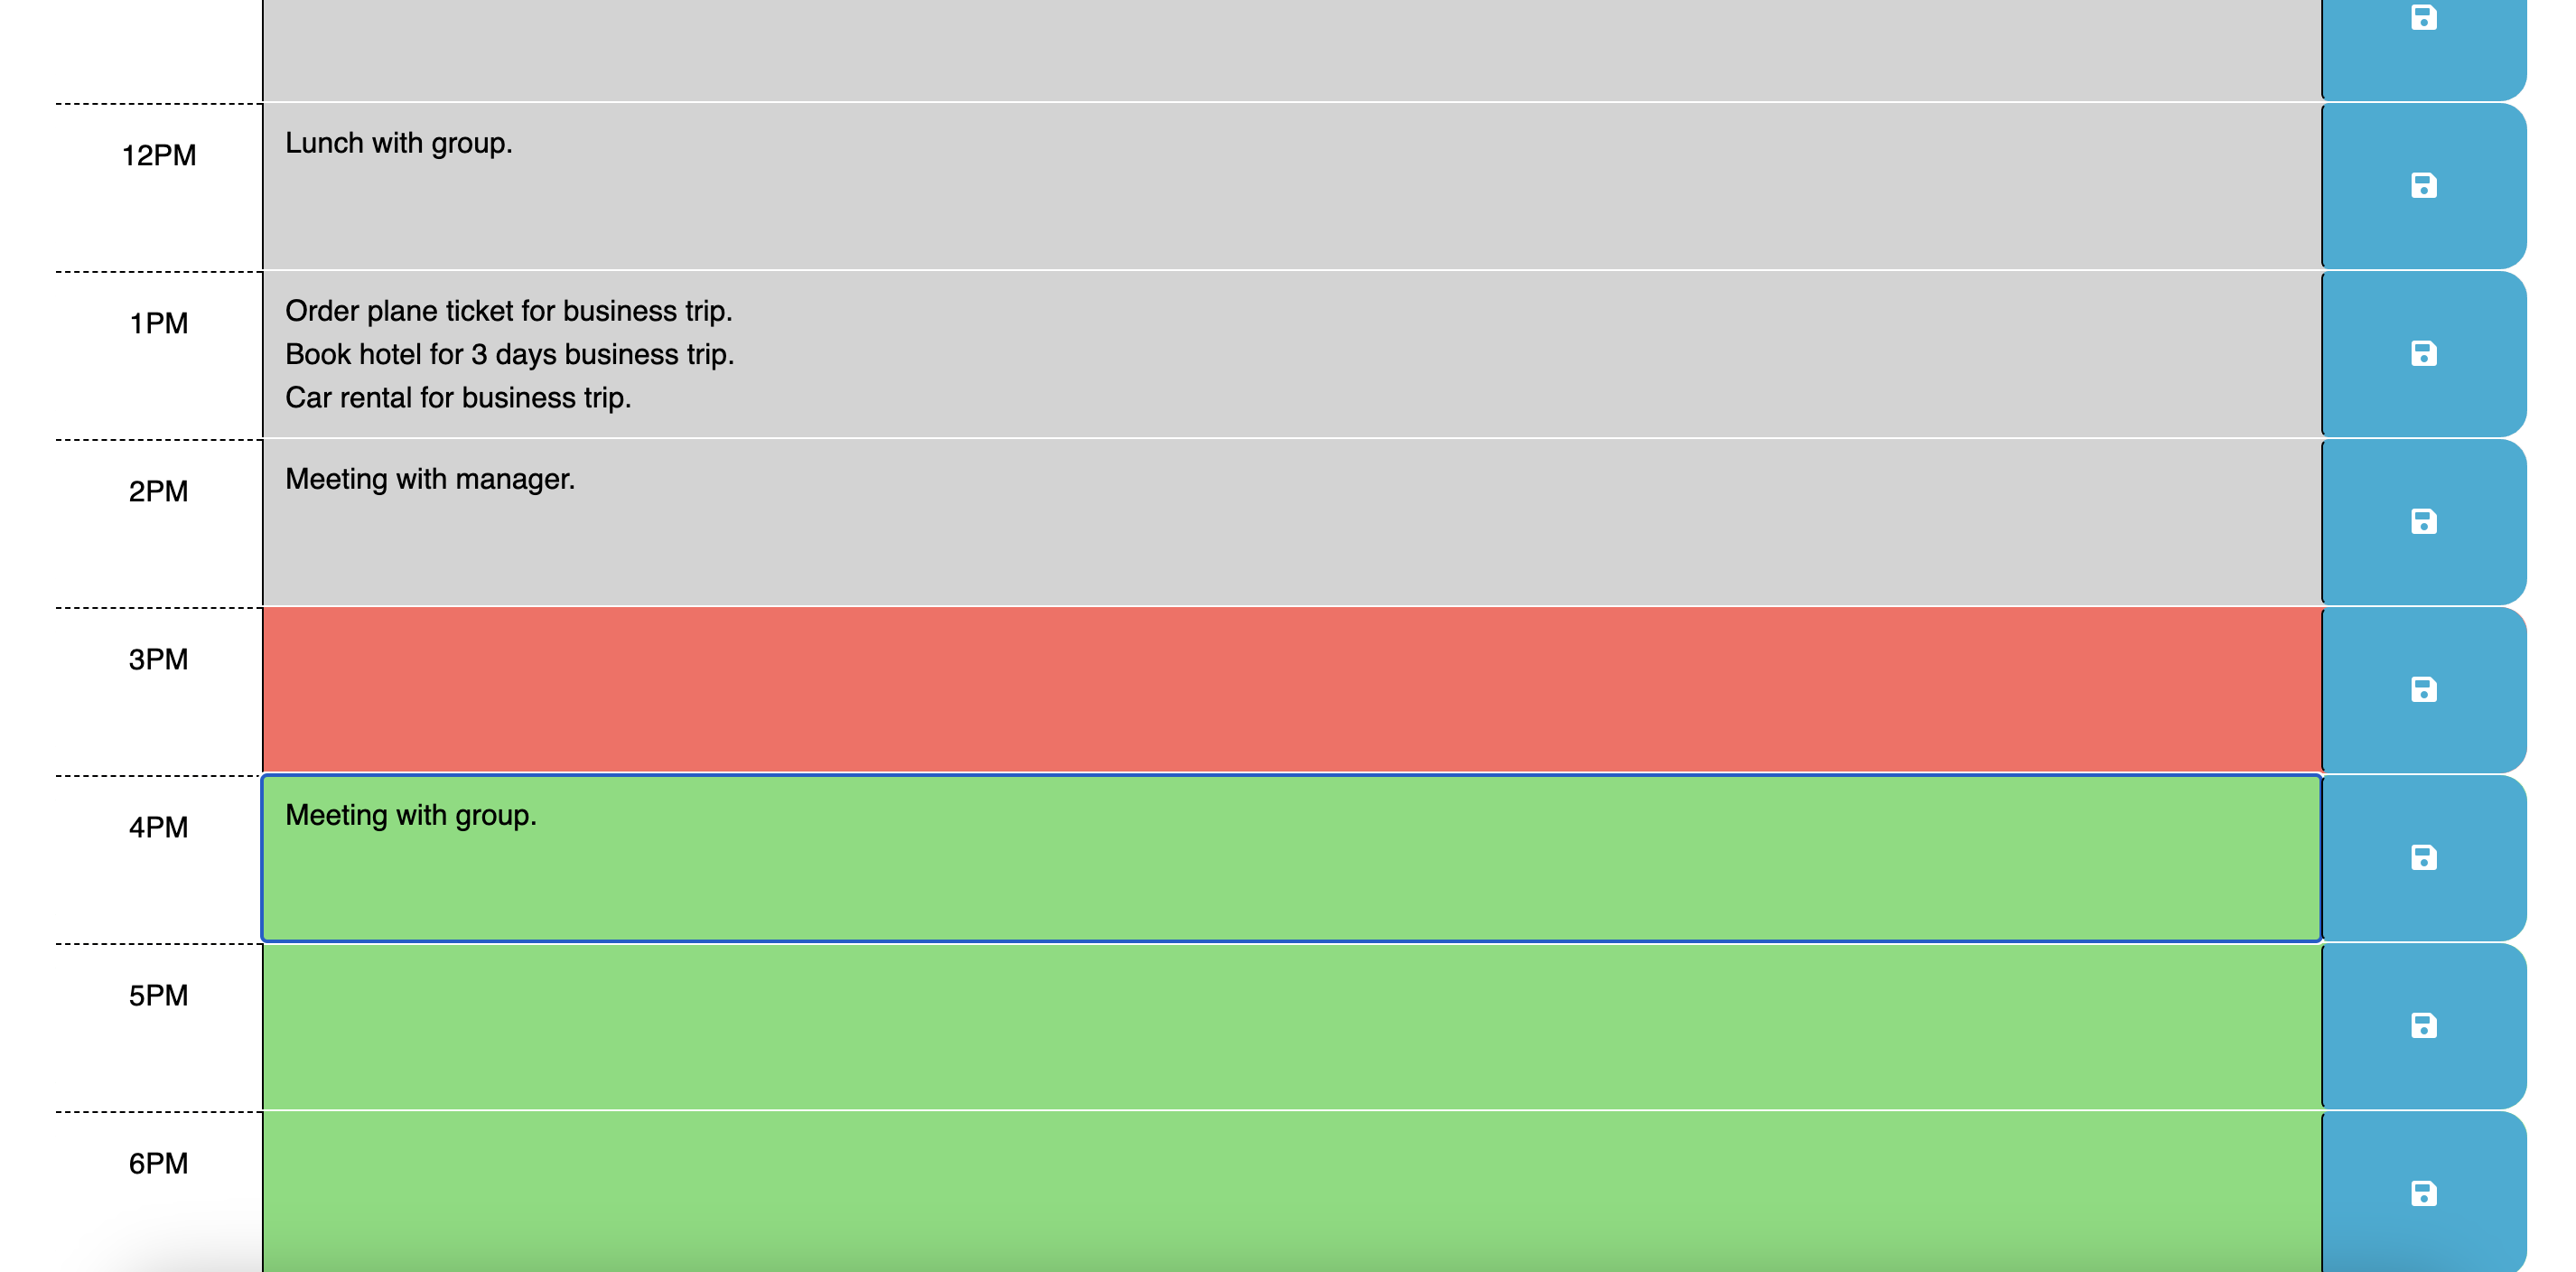 12PM
Lunch with group.
1PM
Order plane ticket for business trip.
Book hotel for 3 days business trip.
Car rental for business trip.
2PM
Meeting with manager.
3PM
4PM
Meeting with group.
5PM
6PM